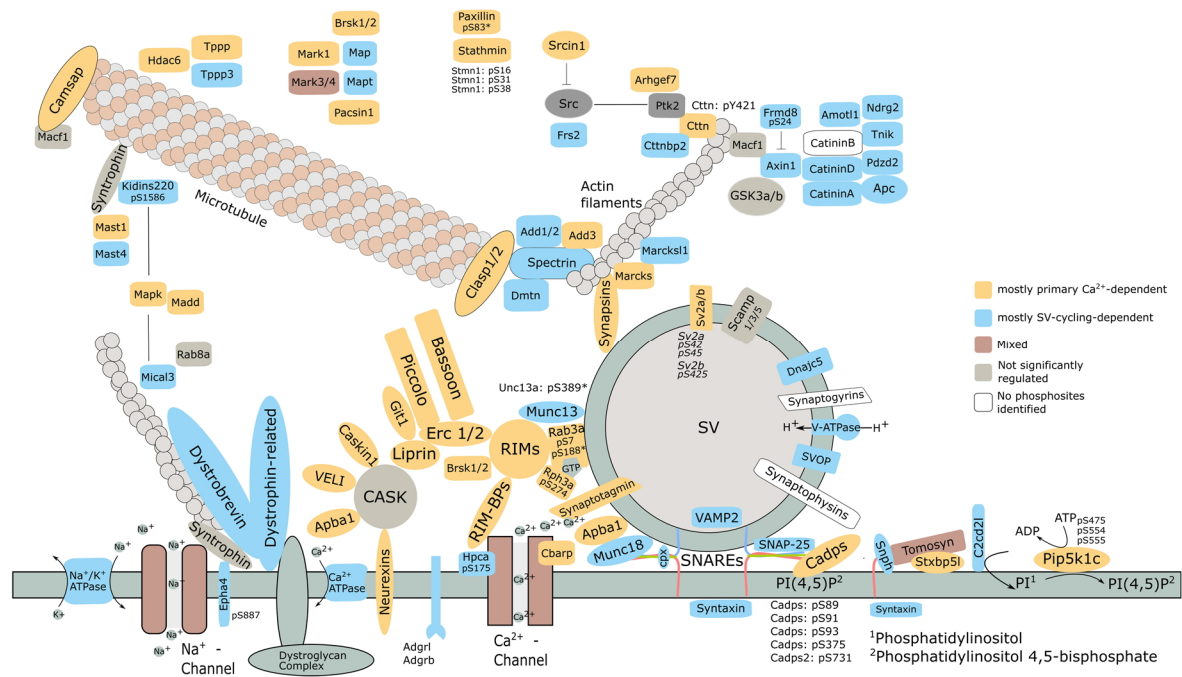 Camsap
Macf1
Hdac6
Tppp
Tppp3
Brsk1/2
Mark1
Map
Mark3/4
Mapt
Pacsin1
Paxillin
pS83*
Stathmin
Stmn1: pS16
Stmn1: pS31
Stmn1: pS38
Srcin1
Src
Frs2
Arhgef7
Ptk2
Cttn: pY421
Cttn
Cttnbp2
Frmd8
pS24
Macf1
Axin1
GSK3a/b
Amotl1
Ndrg2
CatininB
Tnik
CatininD
Pdzd2
CatininA
Apc
Syntrophin
Kidins220
pS1586
Mast1
Mast4
Microtubule
Actin
filaments
Clasp1/2
Add1/2
Add3
Spectrin
Dmtn
Marcksl1
Marcks
Synapsins
Mapk
Madd
Rab8a
Mical3
mostly primary Ca2+-dependent
mostly SV-cycling-dependent
Mixed
Not significantly
regulated
No phosphosites
identified
Sv2a/b
Scamp
1/3/5
Sv2a
pS42
pS45
Sv2b
pS425
Dnajc5
Synaptogyrins
H+
V-ATPase
H+
SV
SVOP
Synaptophysins
VAMP2
Bassoon
Piccolo
Git1
Erc 1/2
Liprin
Caskin1
VELI
CASK
Apba1
Brsk1/2
RIMs
RIM-BPs
Unc13a: pS389*
Munc13
Rab3a
pS7
pS188*
GTP
Rph3a
pS274
Synaptotagmin
Apba1
Munc18
cpx
SNAP-25
SNAREs
Cadps
PI(4,5)P2
Syntaxin
Cadps: pS89
Cadps: pS91
Cadps: pS93
Cadps: pS375
Cadps2: pS731
Snph
Tomosyn
Stxbp5l
Syntaxin
C2cd2l
ADP
ATP
pS475
pS554
pS555
Pip5k1c
PI1
PI(4,5)P2
1Phosphatidylinositol
2Phosphatidylinositol 4,5-bisphosphate
Dystrobrevin
Dystrophin-related
Syntrophin
Na+
Na+
Na+
Na+
Na+
Na+
Na+
Na+/K+
ATPase
K+
Na+ -
Channel
Epha4
pS887
Dystroglycan
Complex
Ca2+
Ca2+
ATPase
Neurexins
Adgrl
Adgrb
Hpca
pS175
Ca2+
Ca2+
Ca2+
Ca2+
Ca2+
Ca2+
Cbarp
Ca2+ -
Channel